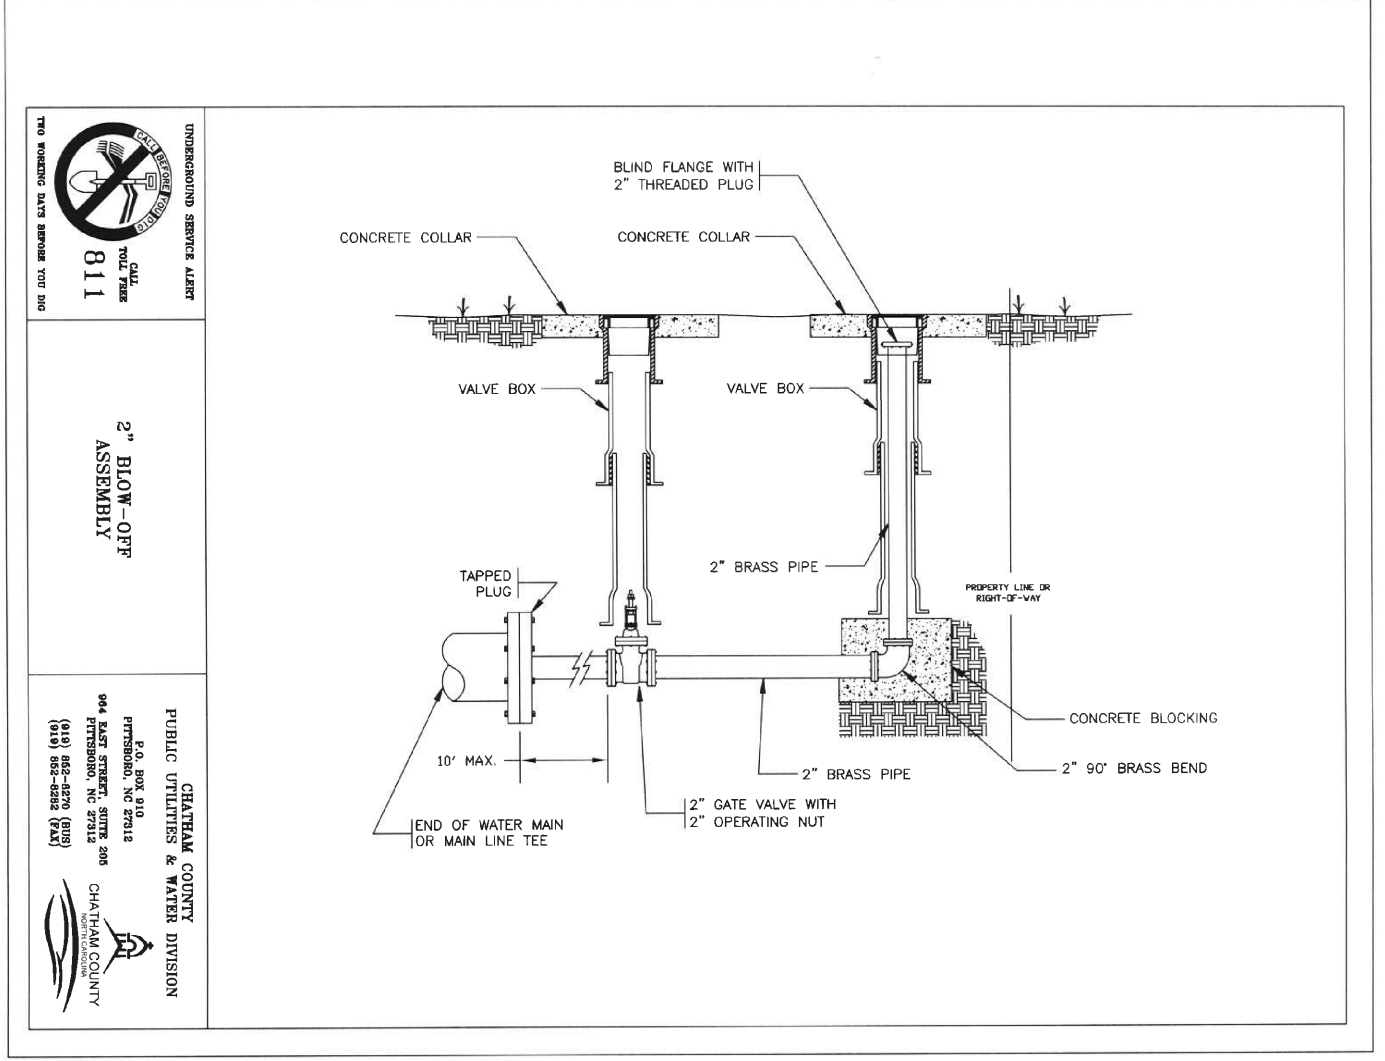 UNDERGROUND SERVICE ALERT
CALL BEFORE YOU DIG
CALL
TOLL FREE
811
TWO WORKING DAYS BEFORE YOU DIG
2" BLOW-OFF
ASSEMBLY
CHATHAM COUNTY
PUBLIC UTILITIES & WATER DIVISION
P.O. BOX 910
PITTSBORO, NC 27312
964 EAST STREET, SUITE 205
PITTSBORO, NC 27312
(919) 852-8270 (BUS)
(919) 852-8282 (FAX)
CHATHAM COUNTY
NORTH CAROLINA
BLIND FLANGE WITH
2" THREADED PLUG
CONCRETE COLLAR
CONCRETE COLLAR
VALVE BOX
VALVE BOX
2" BRASS PIPE
TAPPED
PLUG
PROPERTY LINE OR
RIGHT-OF-WAY
CONCRETE BLOCKING
10' MAX.
2" BRASS PIPE
2" 90° BRASS BEND
2" GATE VALVE WITH
2" OPERATING NUT
END OF WATER MAIN
OR MAIN LINE TEE